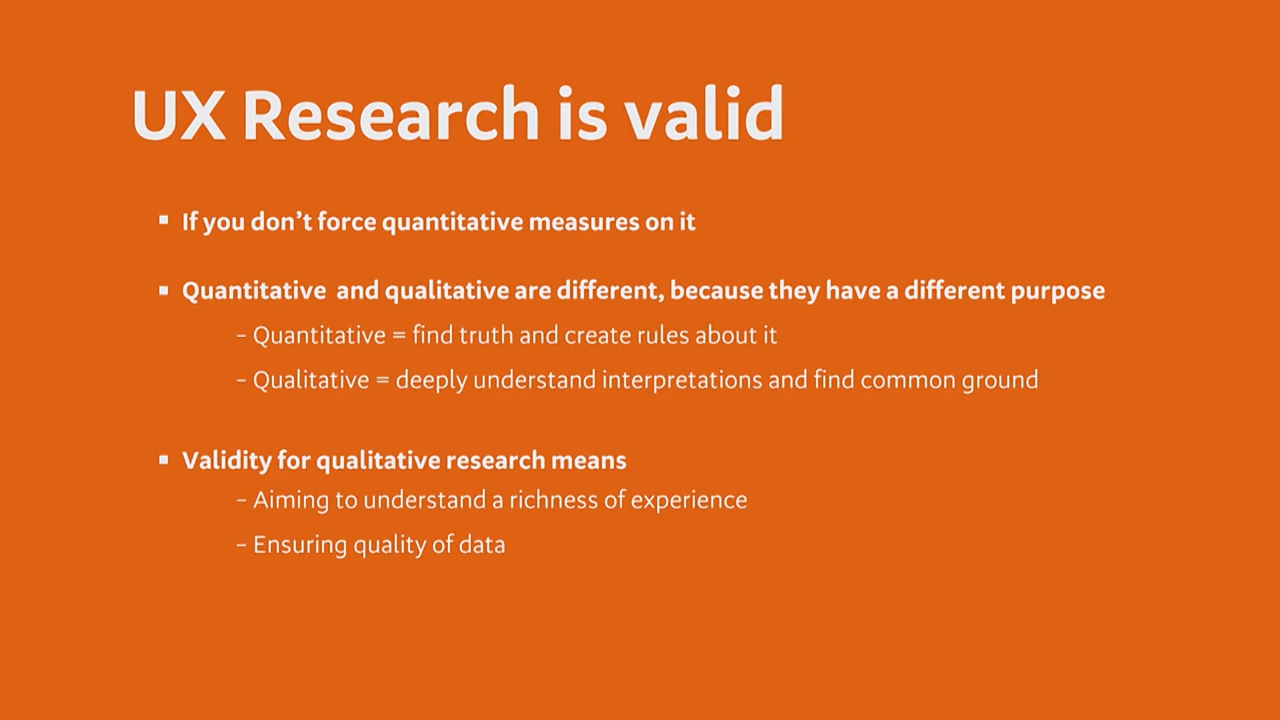 UX Research is valid
▪ If you don’t force quantitative measures on it
▪ Quantitative and qualitative are different, because they have a different purpose
– Quantitative = find truth and create rules about it
– Qualitative = deeply understand interpretations and find common ground
▪ Validity for qualitative research means
– Aiming to understand a richness of experience
– Ensuring quality of data